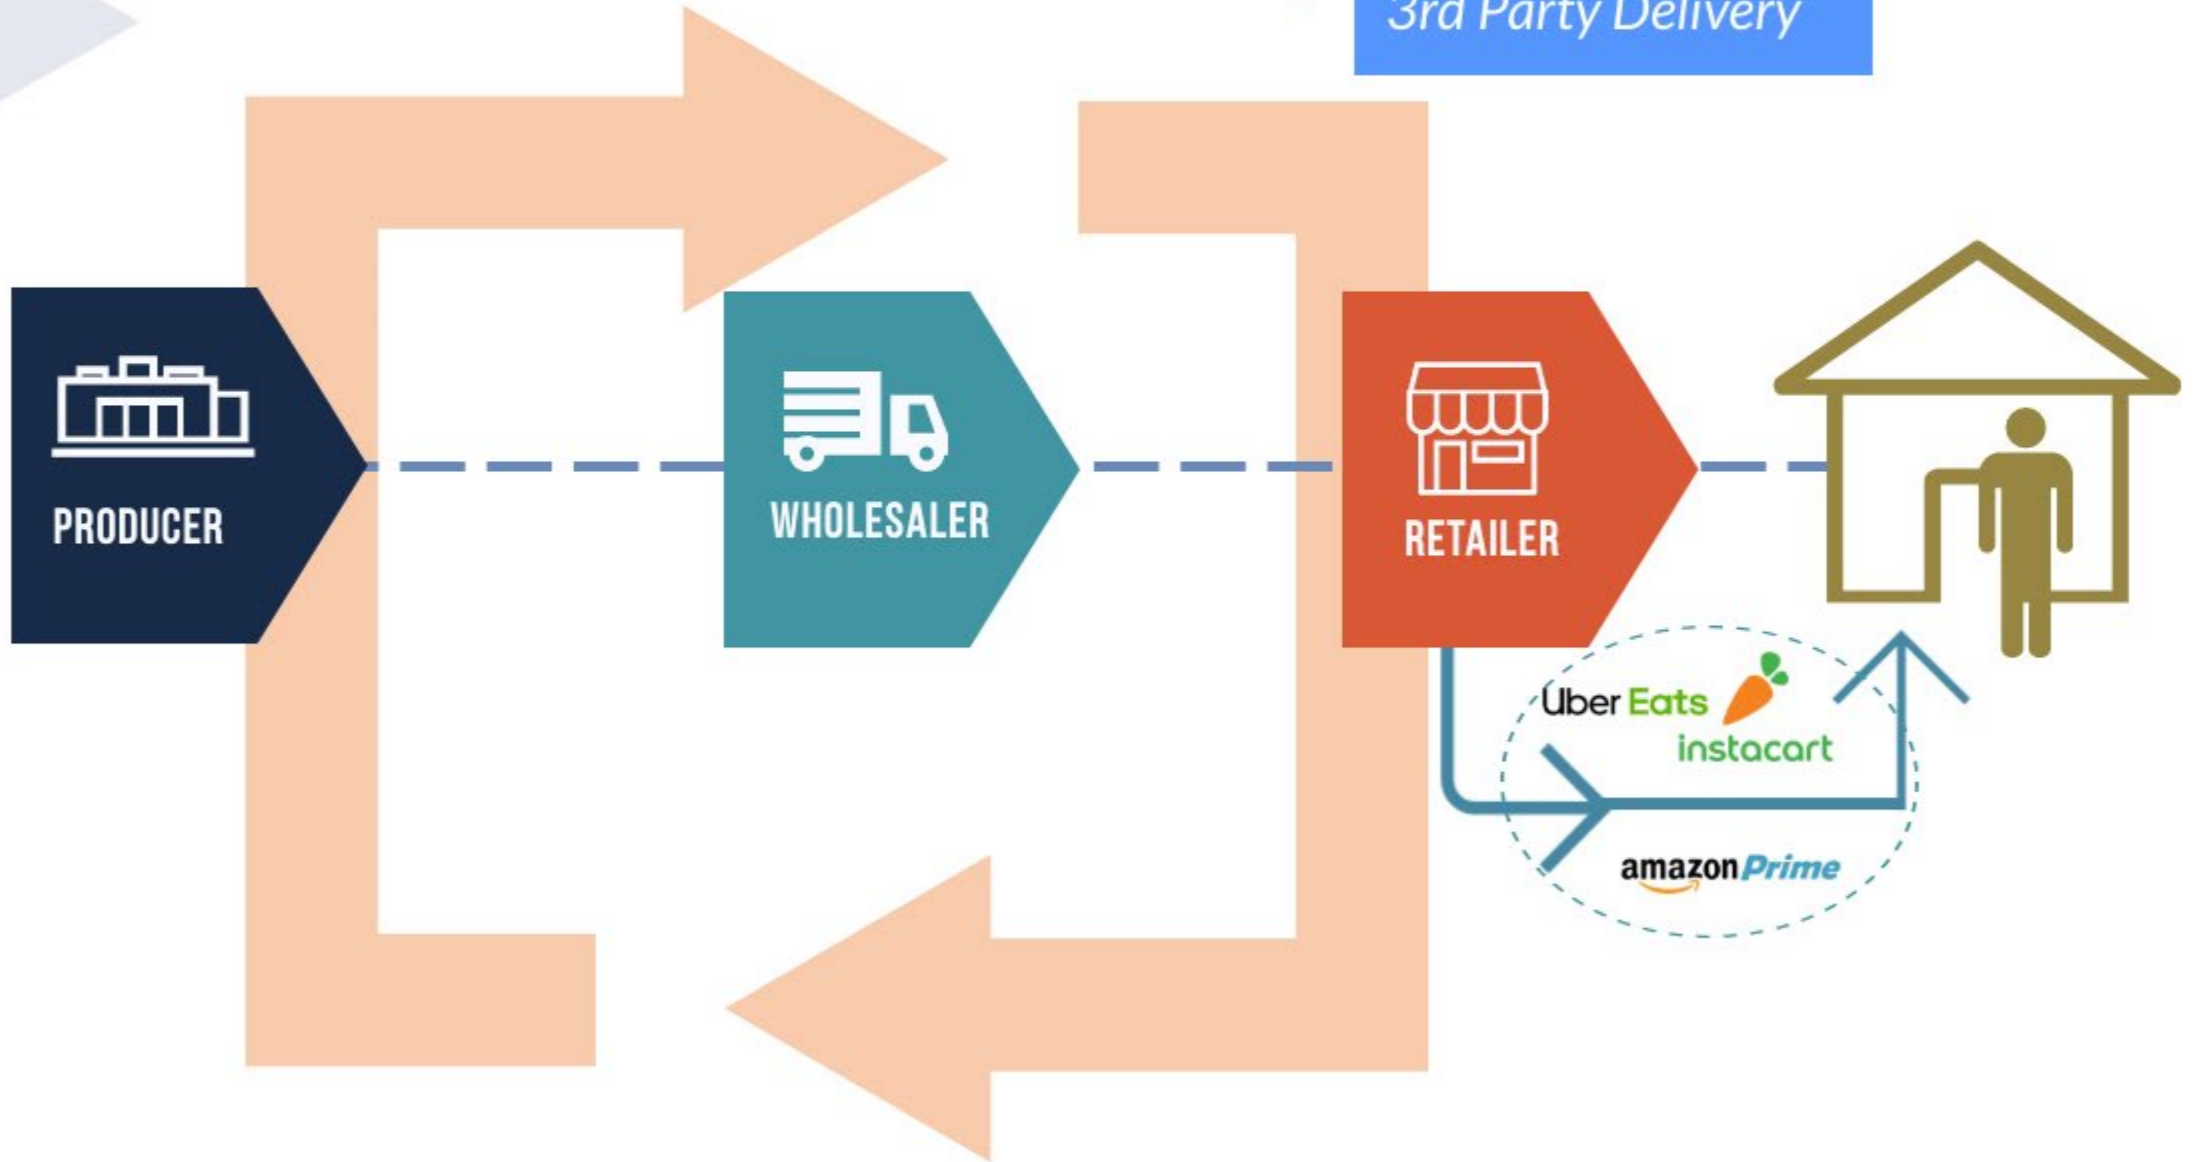 3rd Party Delivery
PRODUCER
WHOLESALER
RETAILER
Uber Eats
instacart
amazon Prime